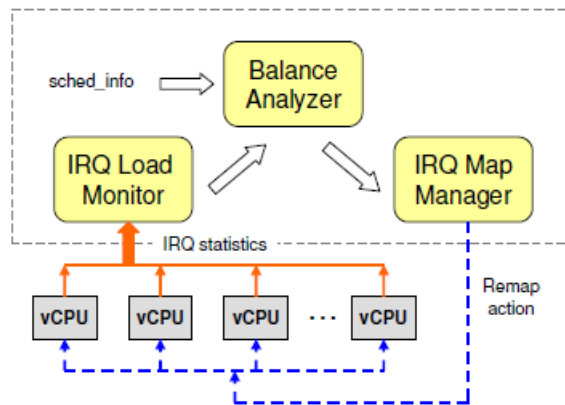 sched_info
Balance
Analyzer
IRQ Load
Monitor
IRQ Map
Manager
IRQ statistics
Remap
action
vCPU vCPU vCPU ··· vCPU